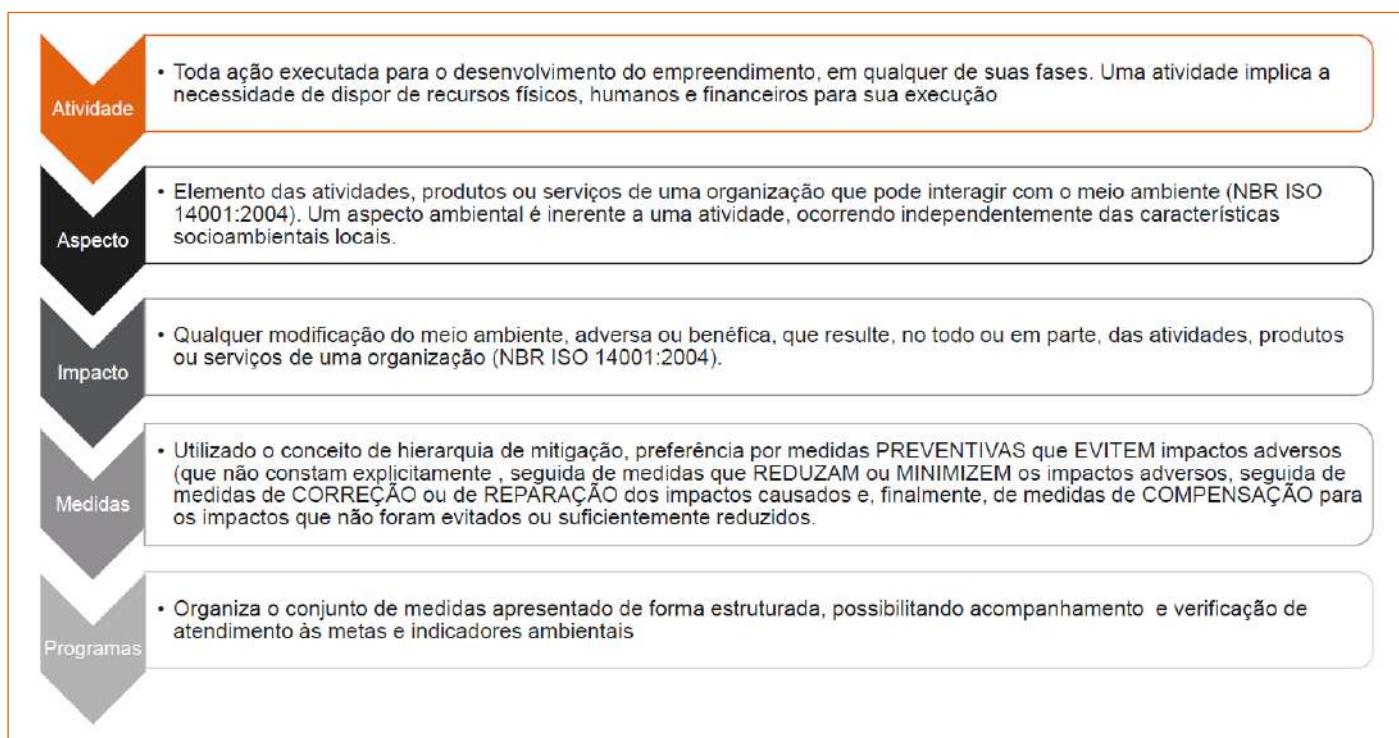 Atividade
• Toda ação executada para o desenvolvimento do empreendimento, em qualquer de suas fases. Uma atividade implica a
necessidade de dispor de recursos físicos, humanos e financeiros para sua execução
Aspecto
• Elemento das atividades, produtos ou serviços de uma organização que pode interagir com o meio ambiente (NBR ISO
14001:2004). Um aspecto ambiental é inerente a uma atividade, ocorrendo independentemente das características
socioambientais locais.
Impacto
• Qualquer modificação do meio ambiente, adversa ou benéfica, que resulte, no todo ou em parte, das atividades, produtos
ou serviços de uma organização (NBR ISO 14001:2004).
Medidas
• Utilizado o conceito de hierarquia de mitigação, preferência por medidas PREVENTIVAS que EVITEM impactos adversos
(que não constam explicitamente , seguida de medidas que REDUZAM ou MINIMIZEM os impactos adversos, seguida de
medidas de CORREÇÃO ou de REPARAÇÃO dos impactos causados e, finalmente, de medidas de COMPENSAÇÃO para
os impactos que não foram evitados ou suficientemente reduzidos.
Programas
• Organiza o conjunto de medidas apresentado de forma estruturada, possibilitando acompanhamento e verificação de
atendimento às metas e indicadores ambientais